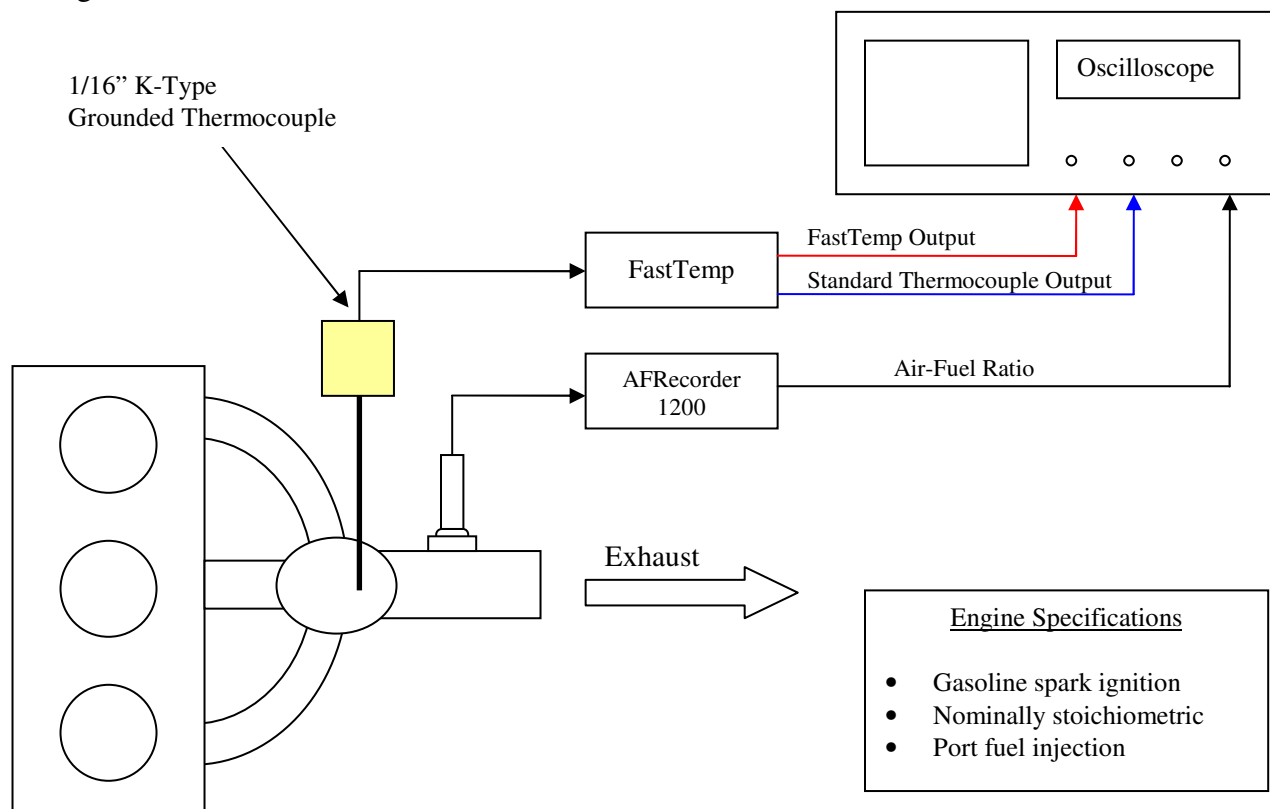 1/16” K-Type
Grounded Thermocouple
Oscilloscope
FastTemp
FastTemp Output
Standard Thermocouple Output
AFRecorder
1200
Air-Fuel Ratio
Exhaust
Engine Specifications
• Gasoline spark ignition
• Nominally stoichiometric
• Port fuel injection